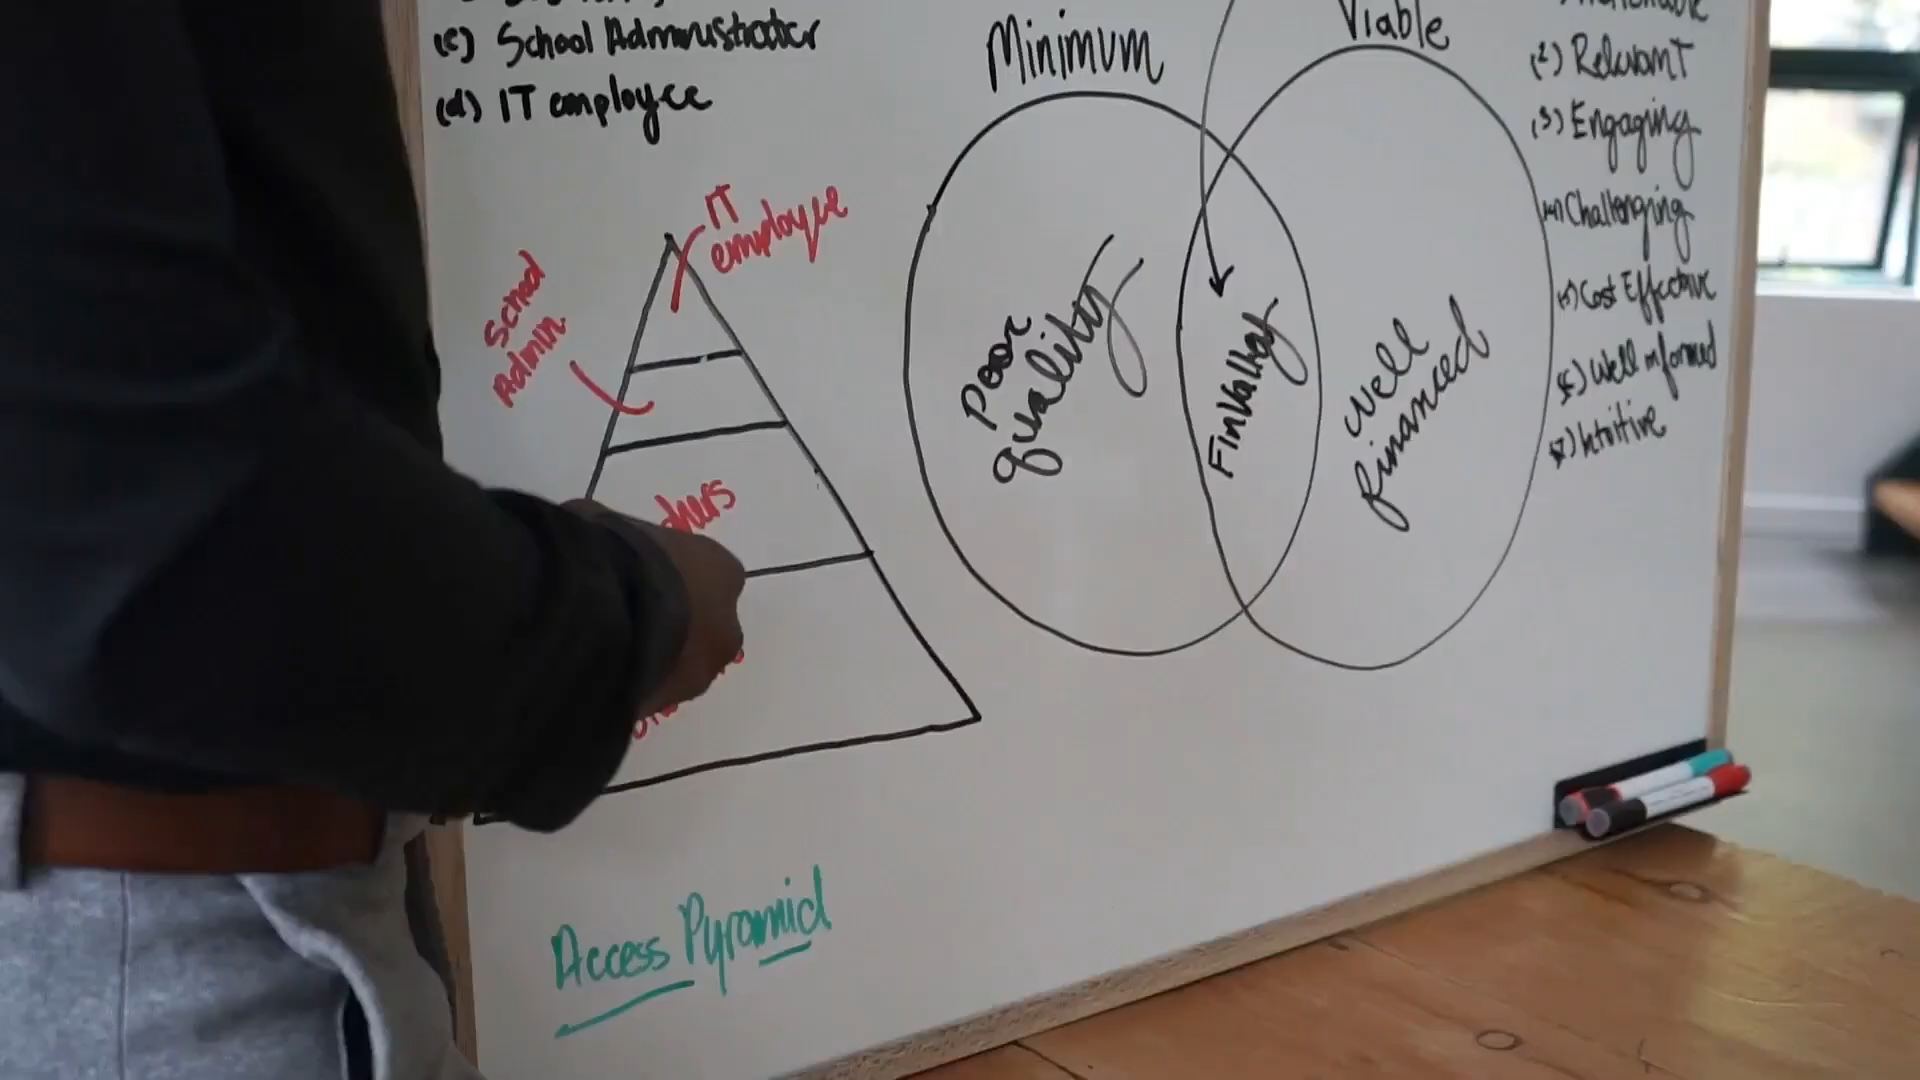 (c) School Administrator
(d) IT employee
IT
employee
School
Admin.
Access Pyramid
Minimum
Viable
Poor
quality
FinVallty
Well
financed
(2) Relevant
(3) Engaging
(4) Challenging
(5) Cost Effective
(6) Well informed
(7) Intuitive